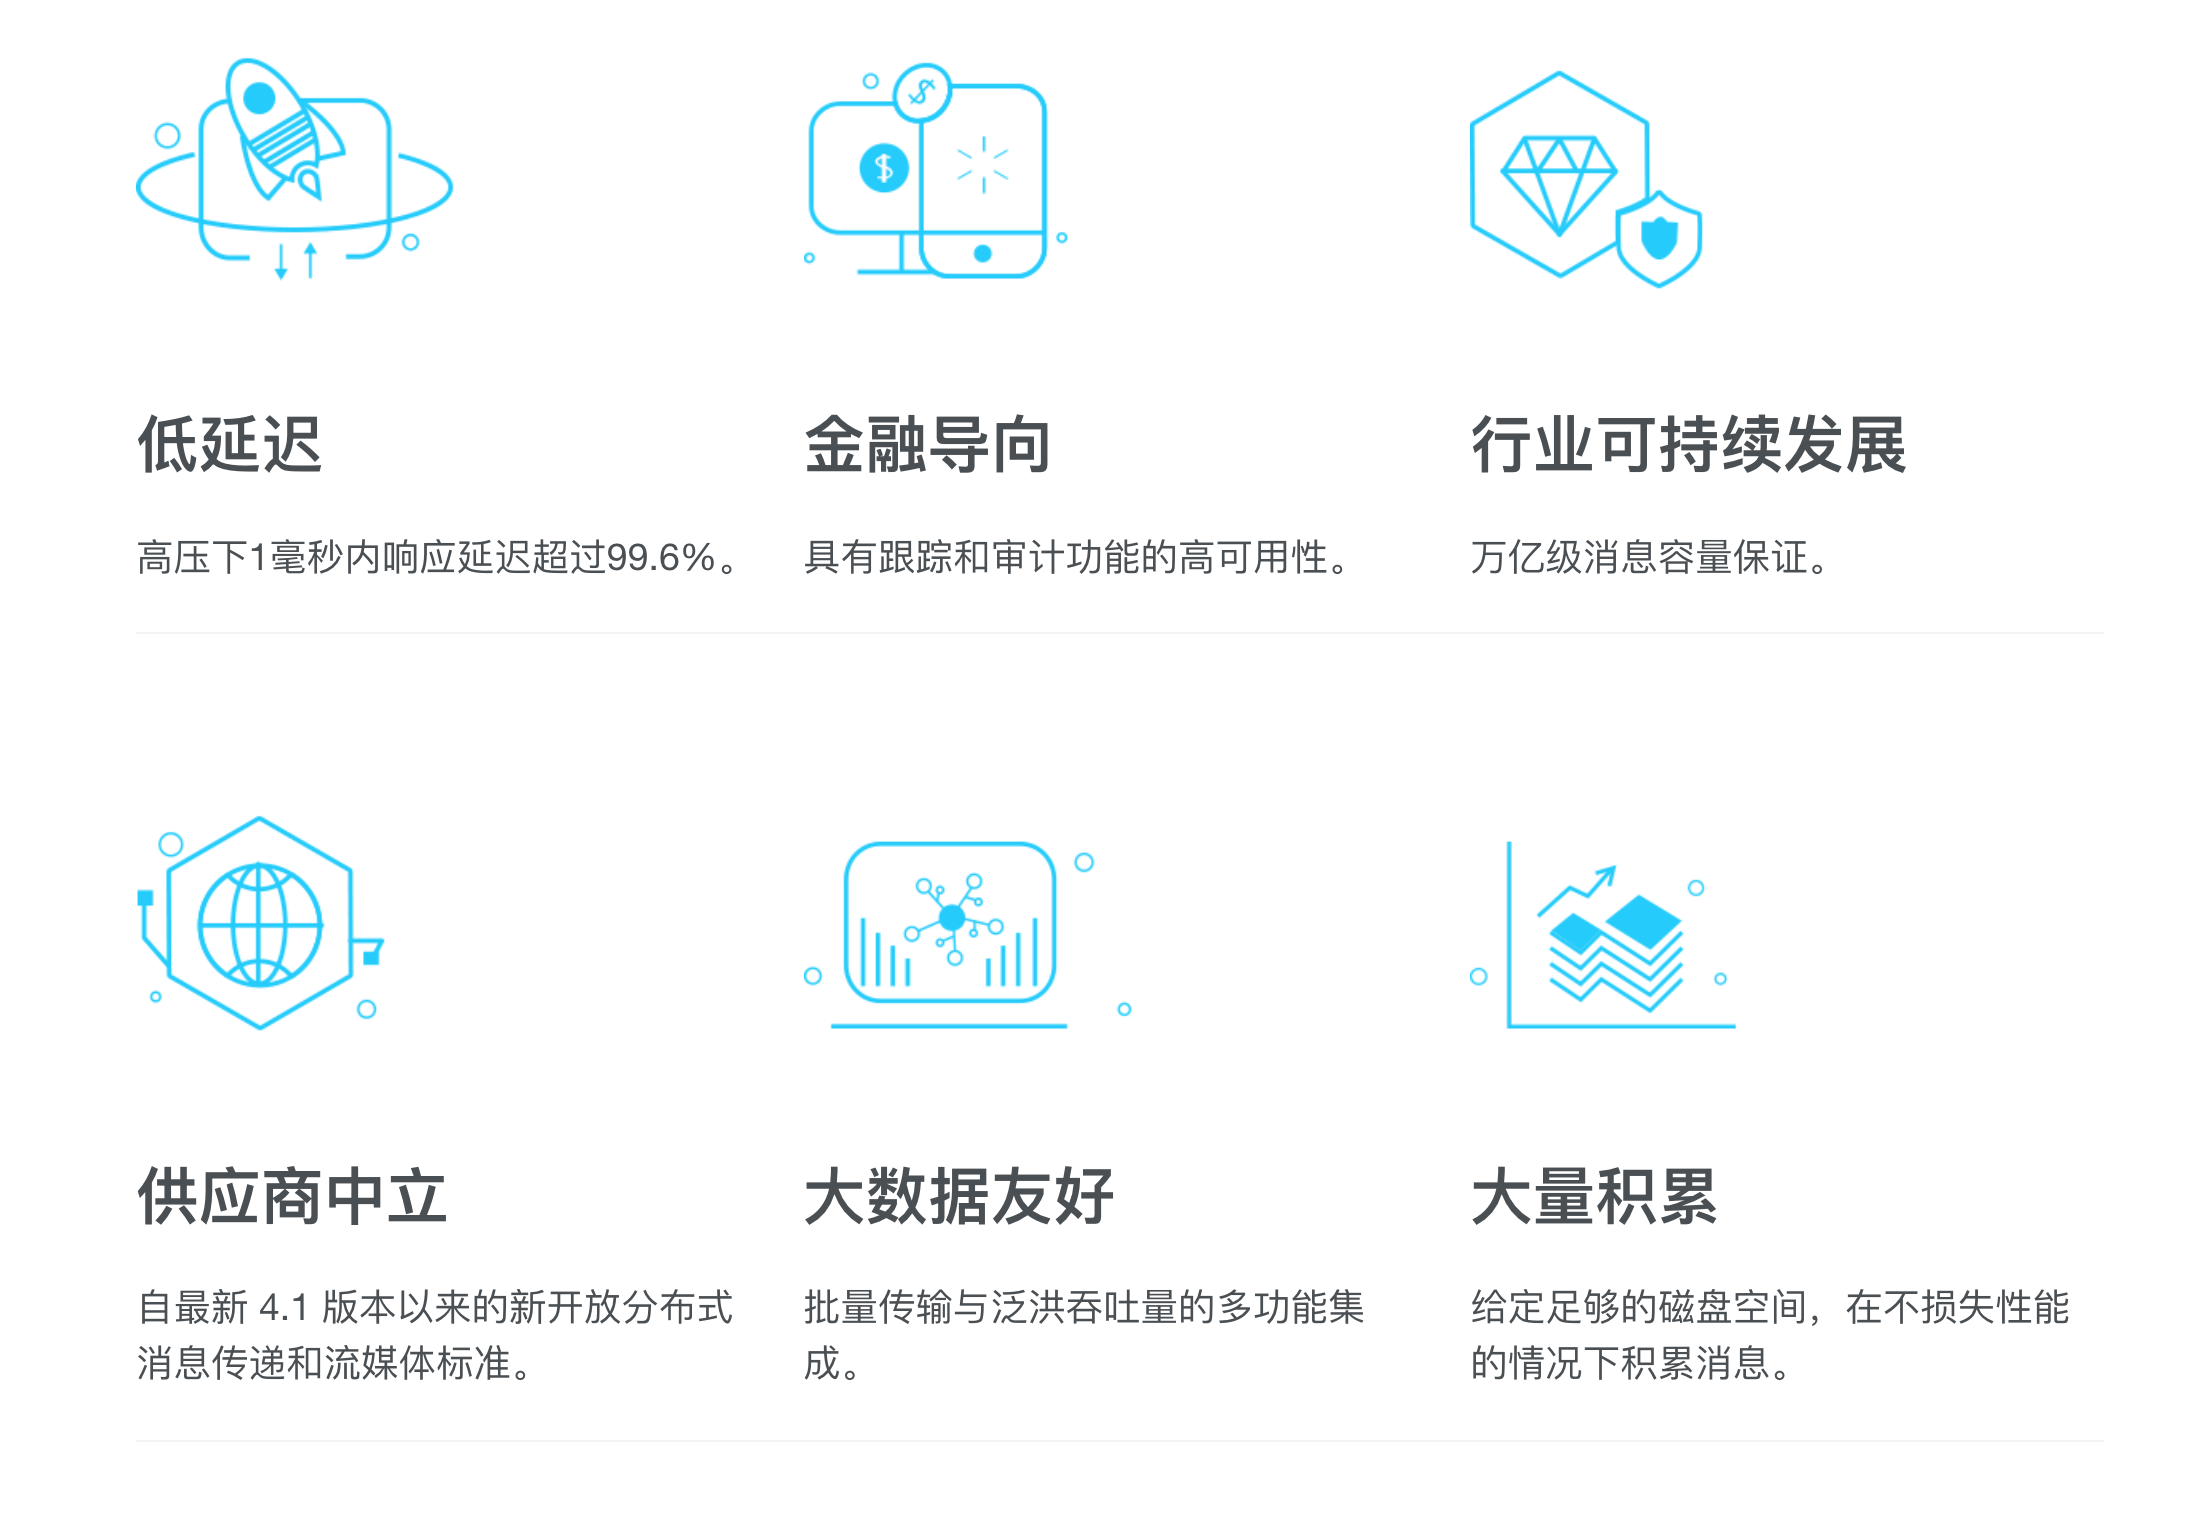 低延迟
高压下1毫秒内响应延迟超过99.6%。
金融导向
具有跟踪和审计功能的高可用性。
行业可持续发展
万亿级消息容量保证。
供应商中立
自最新 4.1 版本以来的新开放分布式
消息传递和流媒体标准。
大数据友好
批量传输与泛洪吞吐量的多功能集
成。
大量积累
给定足够的磁盘空间，在不损失性能
的情况下积累消息。